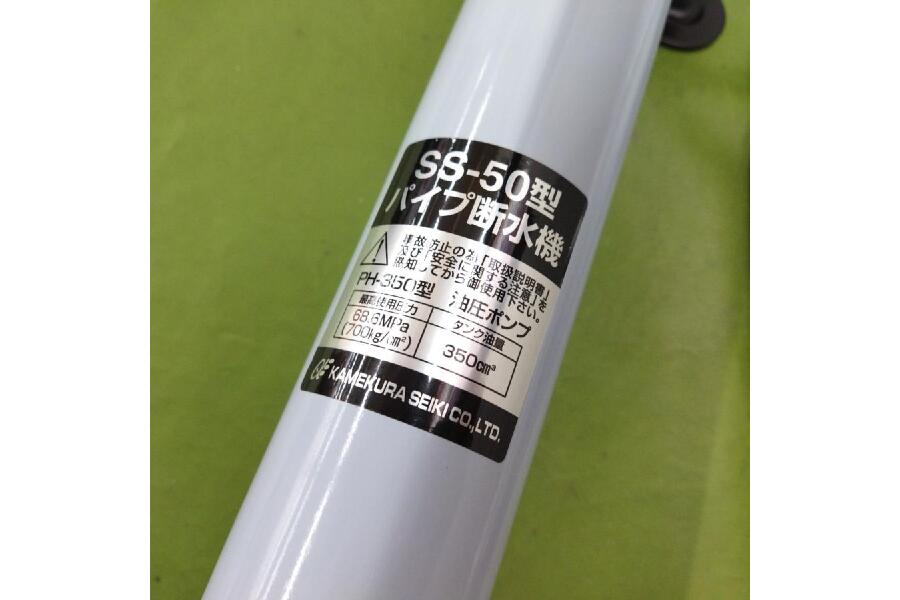 SS-50型
パイプ断水機
事故防止の為「取扱説明書」
及び「安全に関する注意」を
熟知してから御使用下さい。
PH-350型 油圧ポンプ
最高使用圧力 タンク油量
68.6MPa
(700kg/cm²)
350cm³
KAMEKURA SEIKI CO.,LTD.